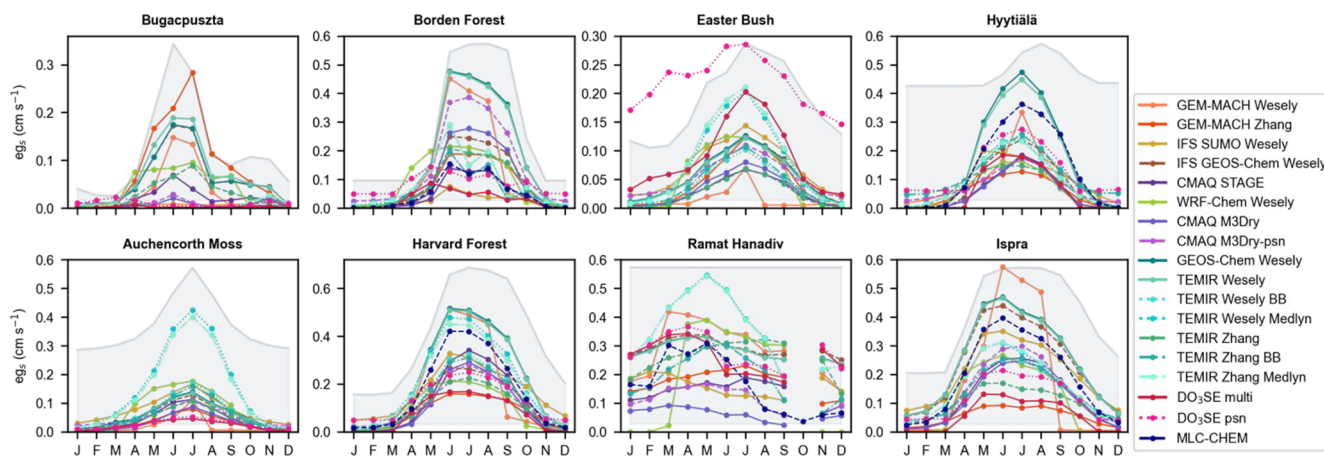 Bugacpuszta
Borden Forest
Easter Bush
Hyytiälä
0.3
0.2
0.1
0.0
0.6
0.5
0.4
0.3
0.2
0.1
0.0
0.30
0.25
0.20
0.15
0.10
0.05
0.00
0.6
0.5
0.4
0.3
0.2
0.1
0.0
egs (cm s⁻¹)
Auchencorth Moss
Harvard Forest
Ramat Hanadiv
Ispra
0.6
0.5
0.4
0.3
0.2
0.1
0.0
0.6
0.4
0.2
0.0
0.6
0.5
0.4
0.3
0.2
0.1
0.0
0.6
0.5
0.4
0.3
0.2
0.1
0.0
egs (cm s⁻¹)
J F M A M J J A S O N D
J F M A M J J A S O N D
J F M A M J J A S O N D
J F M A M J J A S O N D
GEM-MACH Wesely
GEM-MACH Zhang
IFS SUMO Wesely
IFS GEOS-Chem Wesely
CMAQ STAGE
WRF-Chem Wesely
CMAQ M3Dry
CMAQ M3Dry-psn
GEOS-Chem Wesely
TEMIR Wesely
TEMIR Wesely BB
TEMIR Wesely Medlyn
TEMIR Zhang
TEMIR Zhang BB
TEMIR Zhang Medlyn
DO₃SE multi
DO₃SE psn
MLC-CHEM